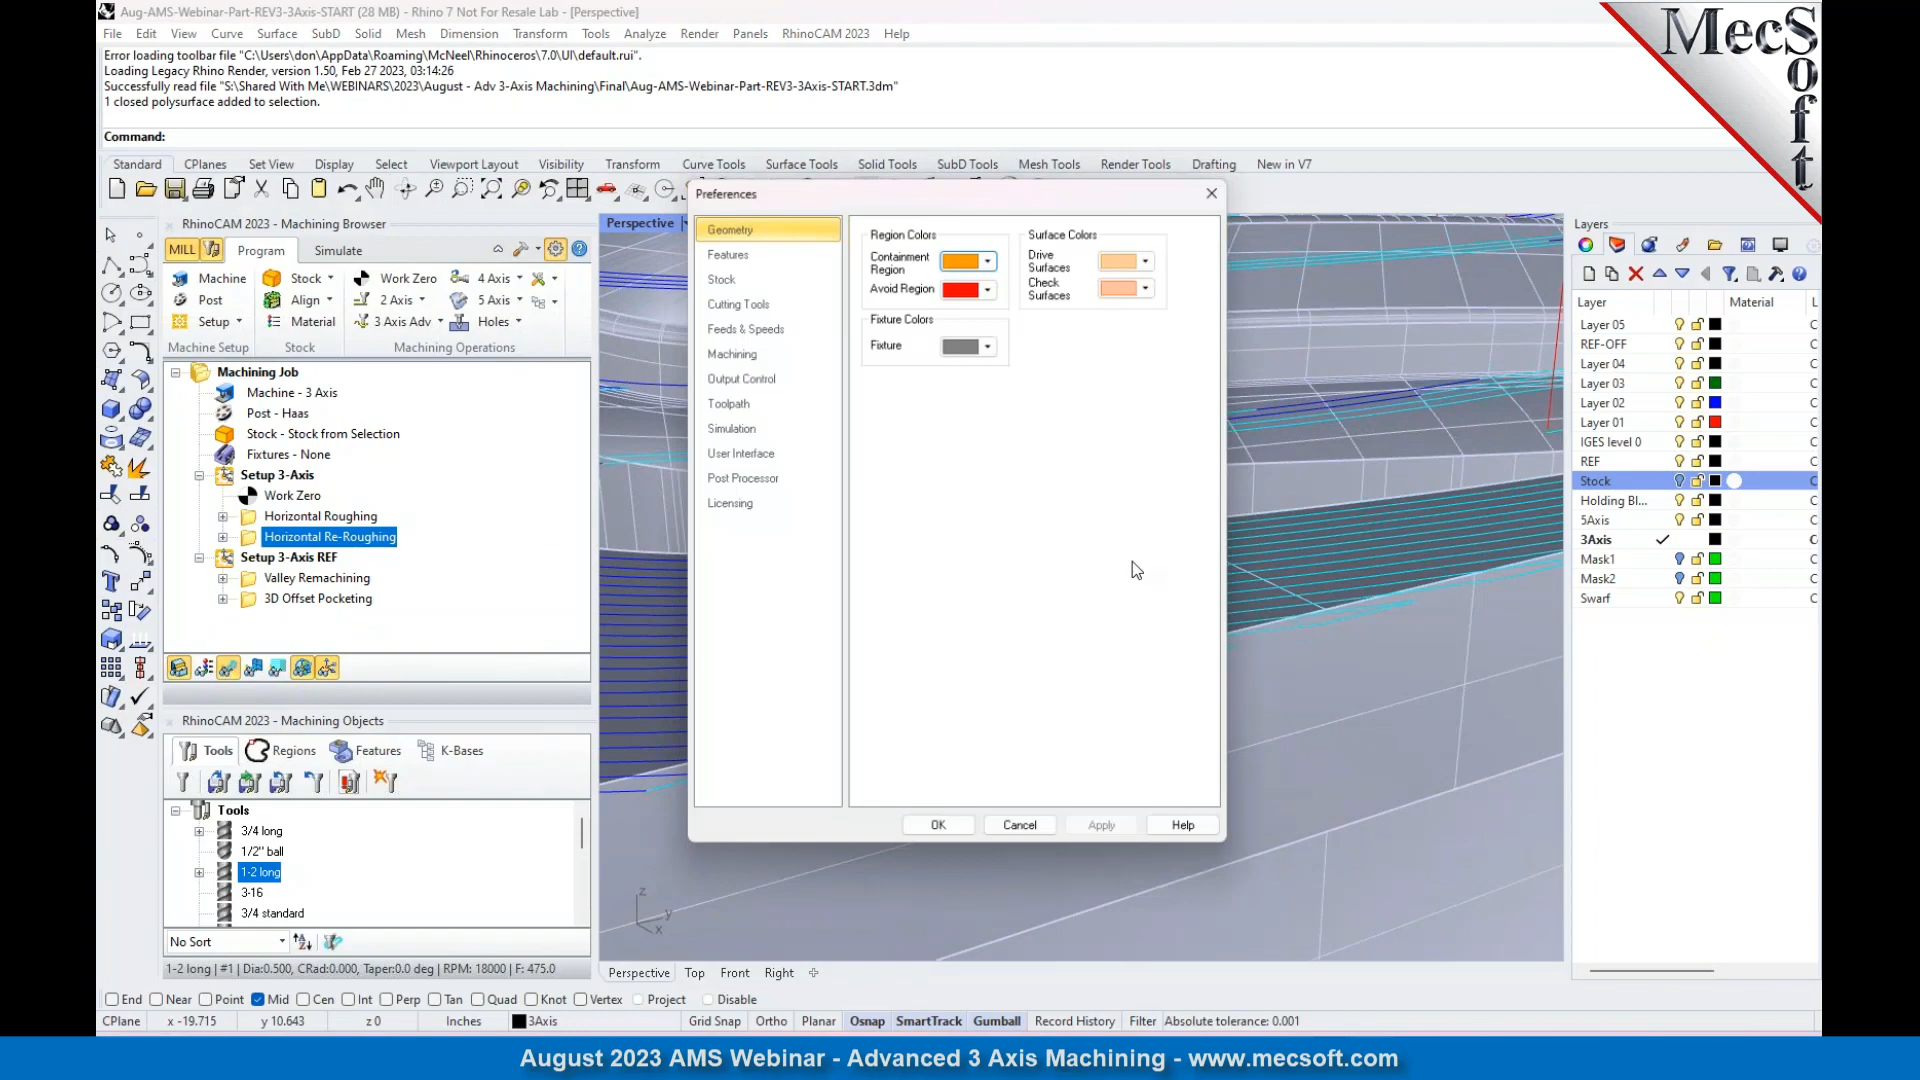 Aug-AMS-Webinar-Part-REV3-3Axis-START (28 MB) - Rhino 7 Not For Resale Lab - [Perspective]
File Edit View Curve Surface SubD Solid Mesh Dimension Transform Tools Analyze Render Panels RhinoCAM 2023 Help
Error loading toolbar file "C:\Users\don\AppData\Roaming\McNeel\Rhinoceros\7.0\UI\default.rui".
Loading Legacy Rhino Render, version 1.50, Feb 27 2023, 03:14:26
Successfully read file "S:\Shared With Me\WEBINARS\2023\August - Adv 3-Axis Machining\Final\Aug-AMS-Webinar-Part-REV3-3Axis-START.3dm"
1 closed polysurface added to selection.
Command:
MecSoft
Standard CPlanes Set View Display Select Viewport Layout Visibility Transform Curve Tools Surface Tools Solid Tools SubD Tools Mesh Tools Render Tools Drafting New in V7
RhinoCAM 2023 - Machining Browser
MILL Program Simulate
Machine Stock Work Zero 4 Axis
Post Align 2 Axis 5 Axis
Setup Material 3 Axis Adv Holes
Machine Setup Stock Machining Operations
Machining Job
Machine - 3 Axis
Post - Haas
Stock - Stock from Selection
Fixtures - None
Setup 3-Axis
Work Zero
Horizontal Roughing
Horizontal Re-Roughing
Setup 3-Axis REF
Valley Remachining
3D Offset Pocketing
RhinoCAM 2023 - Machining Objects
Tools Regions Features K-Bases
Tools
3/4 long
1/2" ball
1-2 long
3-16
3/4 standard
No Sort
1-2 long | #1 | Dia:0.500, CRad:0.000, Taper:0.0 deg | RPM: 18000 | F: 475.0
Perspective
Preferences
Geometry
Features
Stock
Cutting Tools
Feeds & Speeds
Machining
Output Control
Toolpath
Simulation
User Interface
Post Processor
Licensing
Region Colors
Containment Region
Avoid Region
Fixture Colors
Fixture
Surface Colors
Drive Surfaces
Check Surfaces
OK Cancel Apply Help
z
y
x
Perspective Top Front Right
Layers
Layer Material L
Layer 05 C
REF-OFF C
Layer 04 C
Layer 03 C
Layer 02 C
Layer 01 C
IGES level 0 C
REF C
Stock C
Holding Bl... C
5Axis C
3Axis C
Mask1 C
Mask2 C
Swarf C
End Near Point Mid Cen Int Perp Tan Quad Knot Vertex Project Disable
CPlane x -19.715 y 10.643 z 0 Inches 3Axis Grid Snap Ortho Planar Osnap SmartTrack Gumball Record History Filter Absolute tolerance: 0.001
August 2023 AMS Webinar - Advanced 3 Axis Machining - www.mecsoft.com